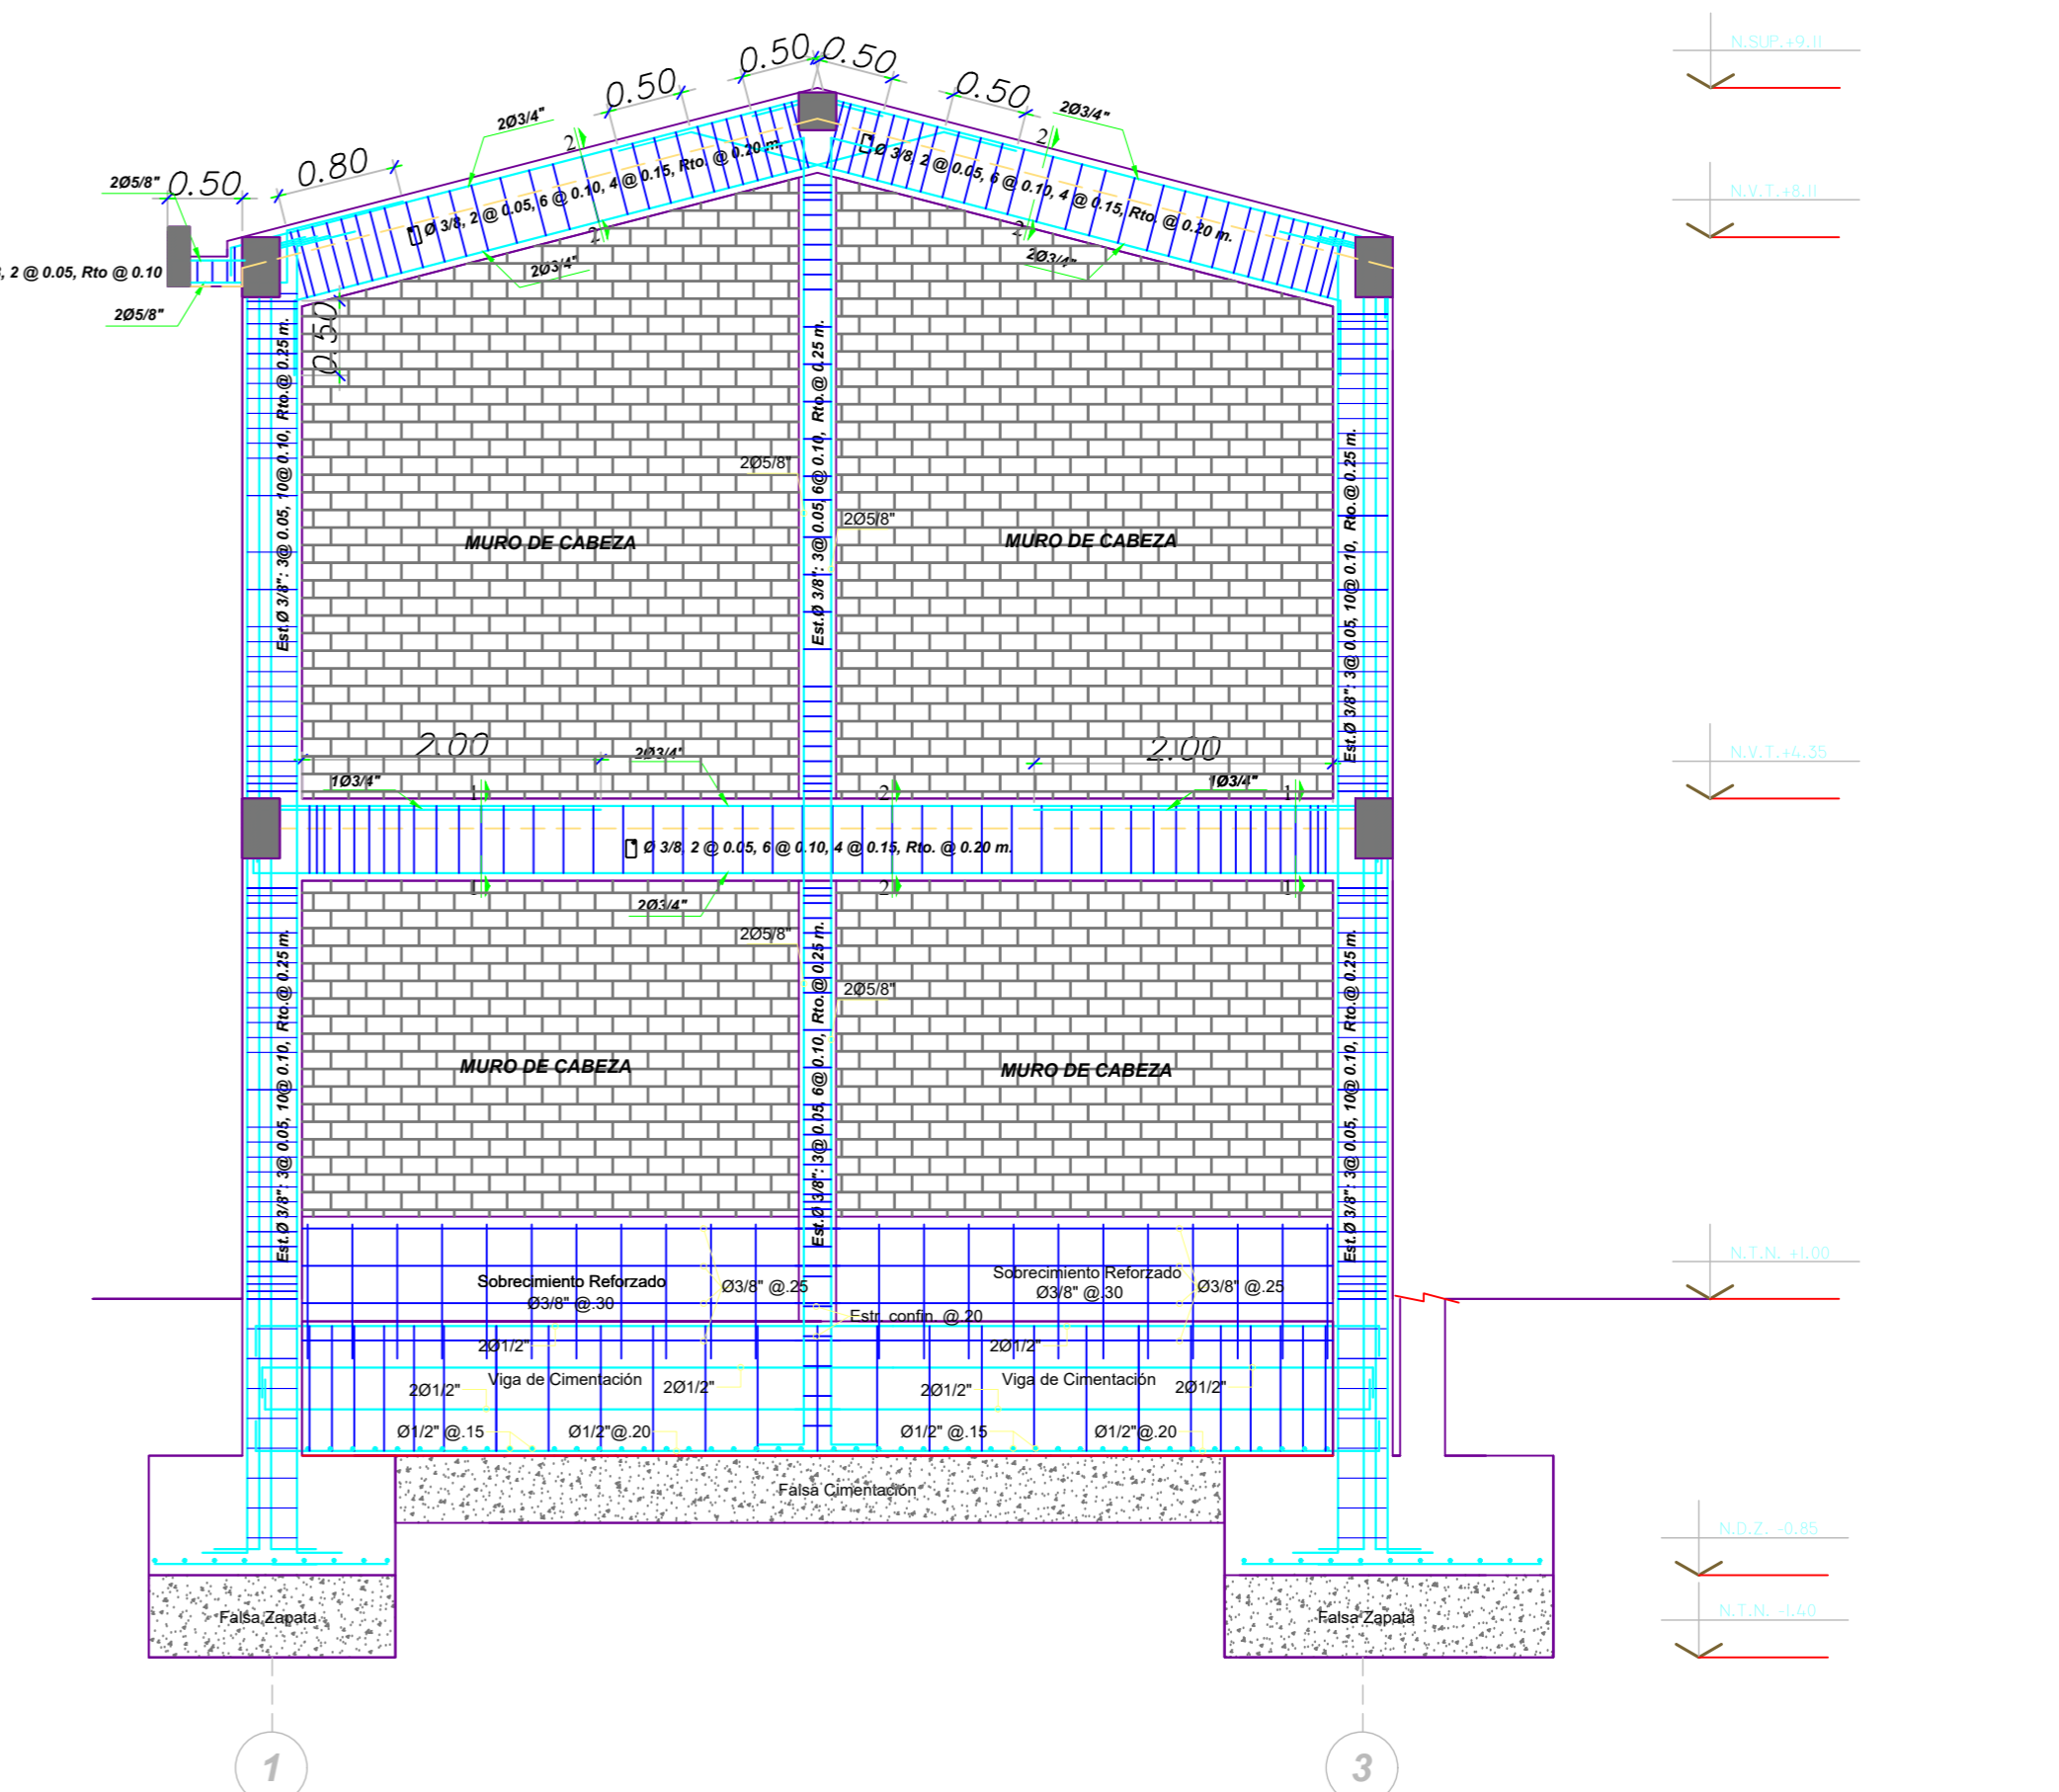 N.SUP.+9.11
0.50
0.50
0.50
0.50
2Ø3/4"
2
2
2Ø3/4"
N.V.T.+8.11
0.80
2Ø5/8"
0.50
Ø 3/8, 2 @ 0.05, 6 @ 0.10, 4 @ 0.15, Rto. @ 0.20 m.
Ø 3/8, 2 @ 0.05, 6 @ 0.10, 4 @ 0.15, Rto. @ 0.20 m.
2
2
2Ø3/4"
2Ø3/4"
, 2 @ 0.05, Rto @ 0.10
2Ø5/8"
0.50
Est.Ø 3/8": 3@ 0.05, 10@ 0.10, Rto.@ 0.25 m.
Est.Ø 3/8": 3@ 0.05, 6@ 0.10, Rto.@ 0.25 m.
Est.Ø 3/8": 3@ 0.05, 10@ 0.10, Rto.@ 0.25 m.
2Ø5/8"
2Ø5/8"
MURO DE CABEZA
MURO DE CABEZA
2.00
2Ø3/4"
2.00
N.V.T.+4.35
1Ø3/4"
1Ø3/4"
1
2
1
Ø 3/8, 2 @ 0.05, 6 @ 0.10, 4 @ 0.15, Rto. @ 0.20 m.
1
2
1
2Ø3/4"
2Ø5/8"
2Ø5/8"
Est.Ø 3/8": 3@ 0.05, 10@ 0.10, Rto.@ 0.25 m.
Est.Ø 3/8": 3@ 0.05, 6@ 0.10, Rto.@ 0.25 m.
Est.Ø 3/8": 3@ 0.05, 10@ 0.10, Rto.@ 0.25 m.
MURO DE CABEZA
MURO DE CABEZA
N.T.N. +1.00
Sobrecimiento Reforzado
Ø3/8" @.30
Ø3/8" @.25
Sobrecimiento Reforzado
Ø3/8" @.30
Ø3/8" @.25
Estr. confin. @.20
2Ø1/2"
2Ø1/2"
Viga de Cimentación
Viga de Cimentación
2Ø1/2"
2Ø1/2"
2Ø1/2"
2Ø1/2"
Ø1/2" @.15
Ø1/2"@.20
Ø1/2" @.15
Ø1/2"@.20
Falsa Cimentación
N.D.Z. -0.85
Falsa Zapata
Falsa Zapata
N.T.N. -1.40
1
3